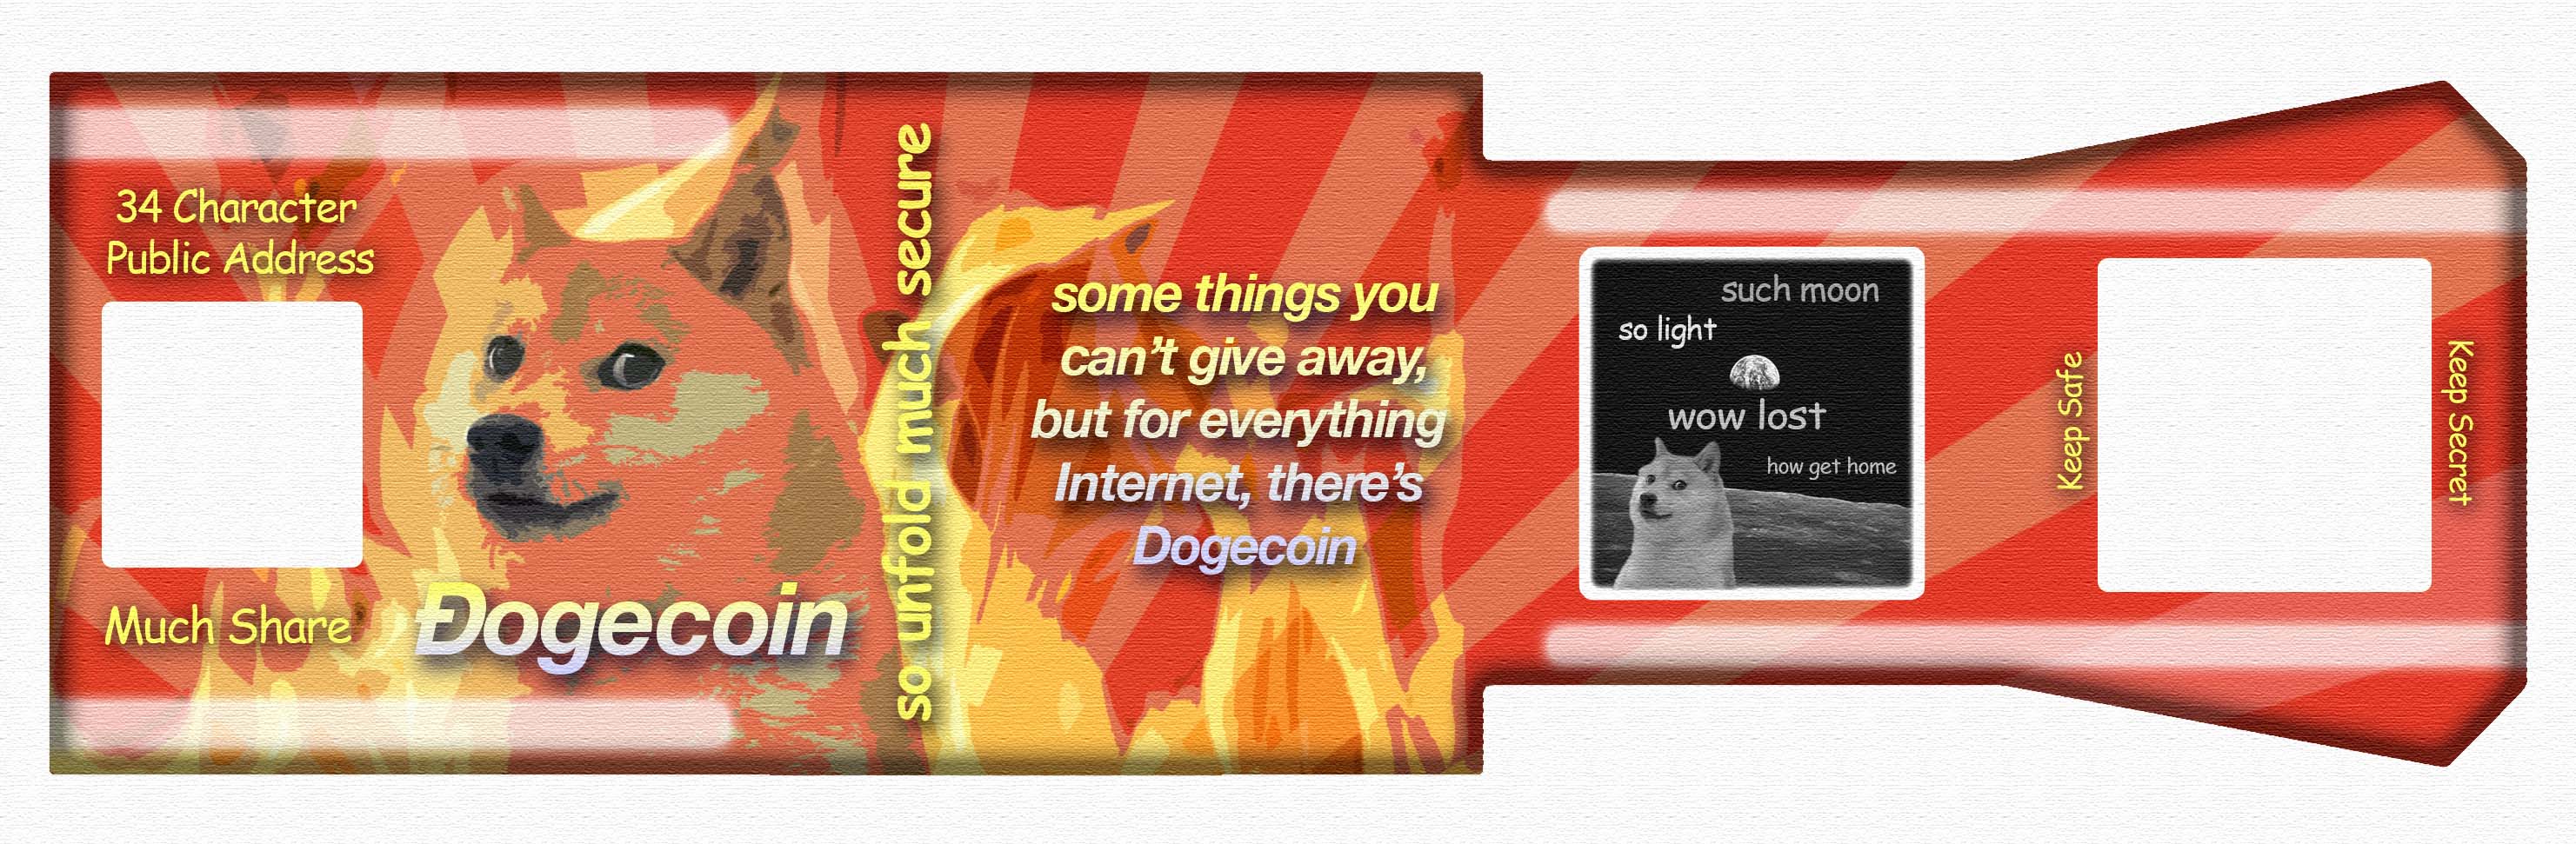 34 Character
Public Address
Much Share
Ðogecoin
so unfold much secure
some things you
can’t give away,
but for everything
Internet, there’s
Dogecoin
such moon
so light
wow lost
how get home
Keep Safe
Keep Secret